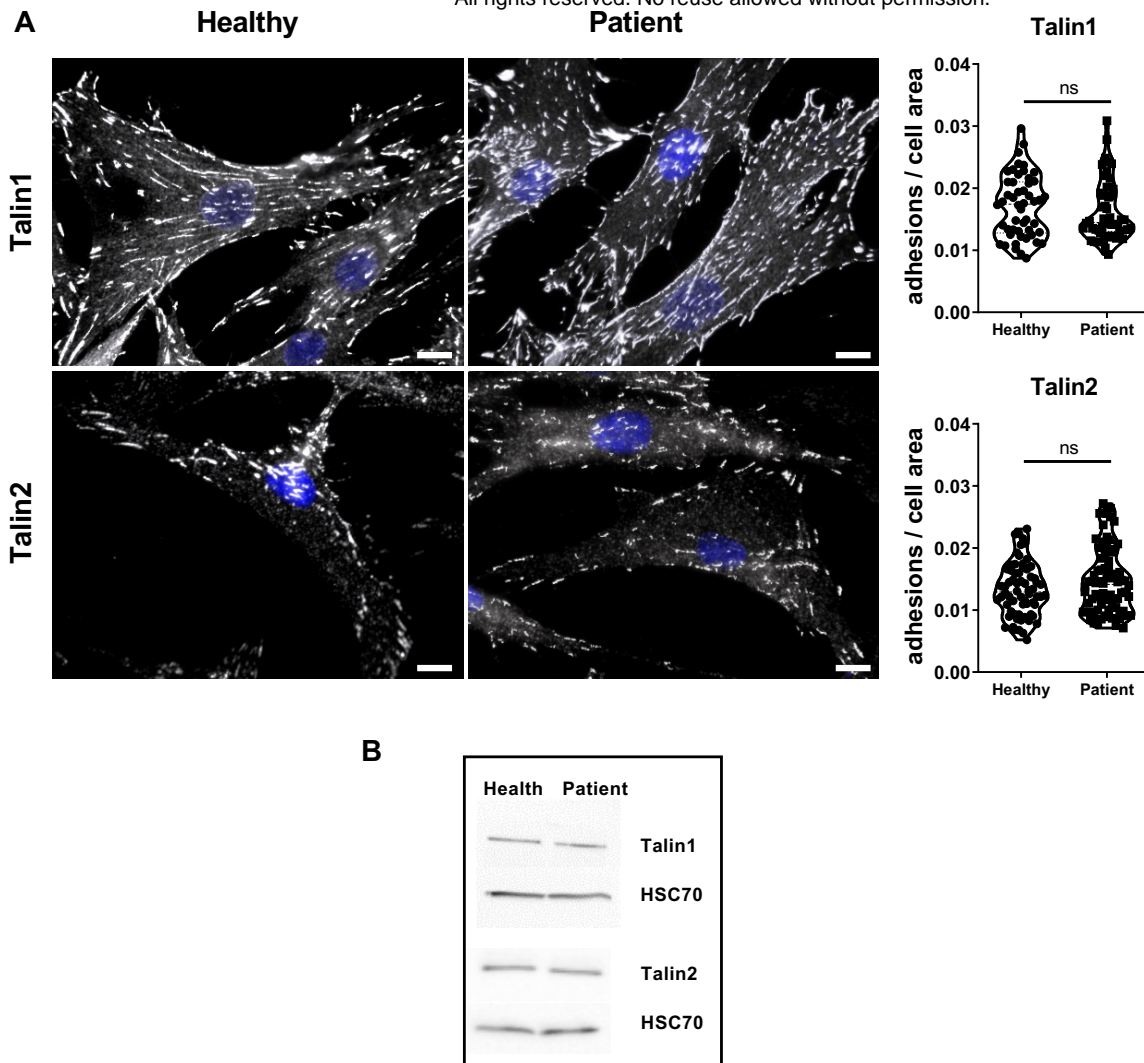 All rights reserved. No reuse allowed without permission.
A
Healthy
Patient
Talin1
Talin2
Talin1
adhesions / cell area
0.04
0.03
0.02
0.01
0.00
ns
Healthy
Patient
Talin2
adhesions / cell area
0.04
0.03
0.02
0.01
0.00
ns
Healthy
Patient
B
Health Patient
Talin1
HSC70
Talin2
HSC70